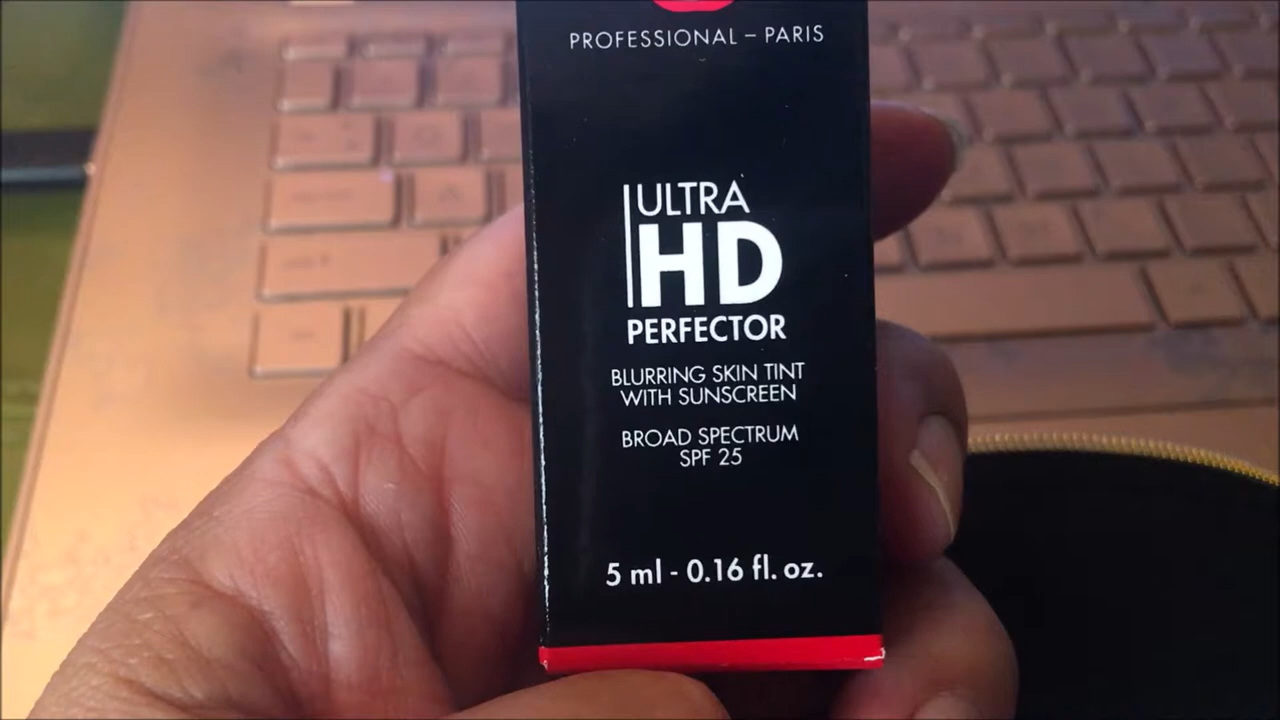 PROFESSIONAL – PARIS
ULTRA
HD
PERFECTOR
BLURRING SKIN TINT
WITH SUNSCREEN
BROAD SPECTRUM
SPF 25
5 ml - 0.16 fl. oz.